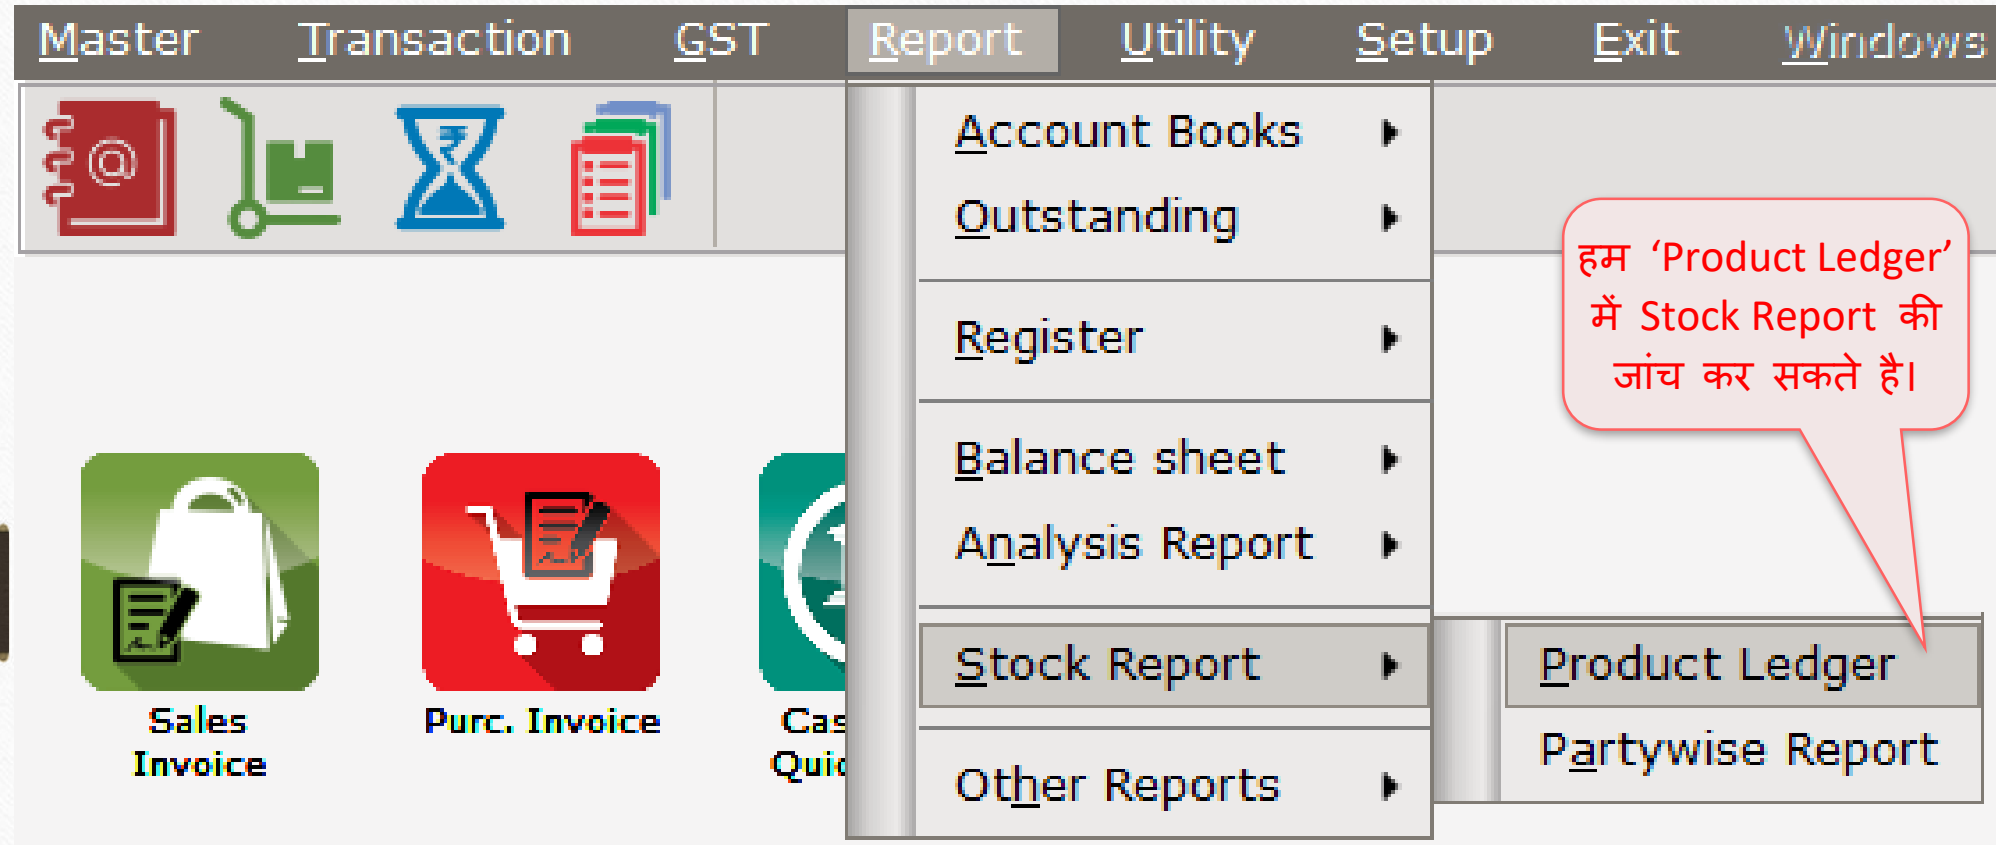 Master Transaction GST Report Utility Setup Exit Windows
@
₹
Account Books
Outstanding
हम ‘Product Ledger’
में Stock Report की
जांच कर सकते है।
Register
Balance sheet
Analysis Report
Stock Report
Product Ledger
Partywise Report
Other Reports
Sales
Invoice
Purc. Invoice